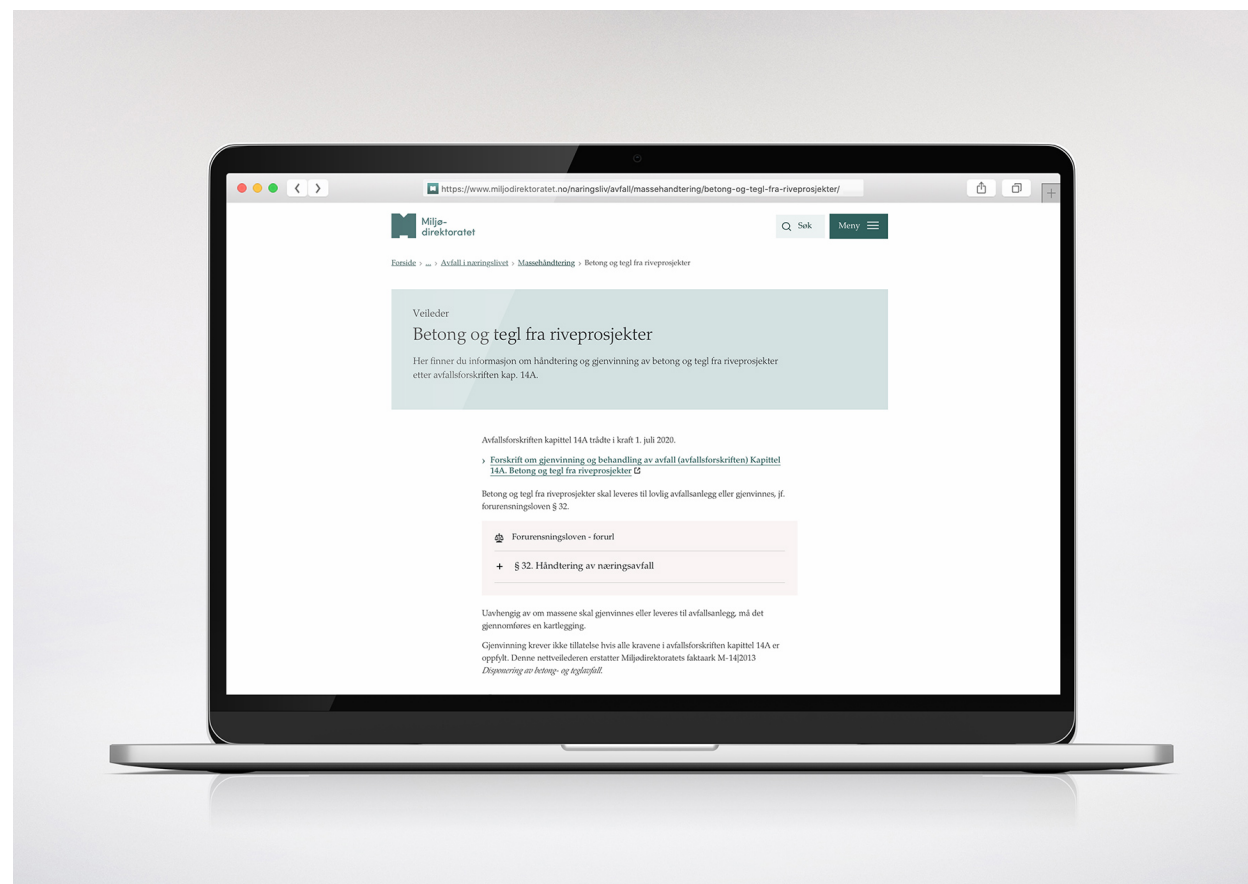 https://www.miljodirektoratet.no/naringsliv/avfall/massehandtering/betong-og-tegl-fra-riveprosjekter/
Miljø-
direktoratet
Søk
Meny
Forside › ... › Avfall i næringslivet › Massehåndtering › Betong og tegl fra riveprosjekter
Veileder
Betong og tegl fra riveprosjekter
Her finner du informasjon om håndtering og gjenvinning av betong og tegl fra riveprosjekter
etter avfallsforskriften kap. 14A.
Avfallsforskriften kapittel 14A trådte i kraft 1. juli 2020.
› Forskrift om gjenvinning og behandling av avfall (avfallsforskriften) Kapittel
14A. Betong og tegl fra riveprosjekter
Betong og tegl fra riveprosjekter skal leveres til lovlig avfallsanlegg eller gjenvinnes, jf.
forurensningsloven § 32.
Forurensningsloven - forurl
+ § 32. Håndtering av næringsavfall
Uavhengig av om massene skal gjenvinnes eller leveres til avfallsanlegg, må det
gjennomføres en kartlegging.
Gjenvinning krever ikke tillatelse hvis alle kravene i avfallsforskriften kapittel 14A er
oppfylt. Denne nettveilederen erstatter Miljødirektoratets faktaark M-14|2013
Disponering av betong- og teglavfall.